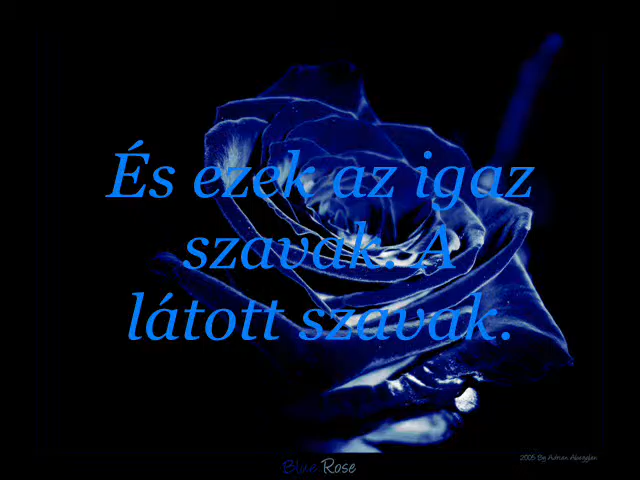 És ezek az igaz
szavak. A
látott szavak.
Blue Rose